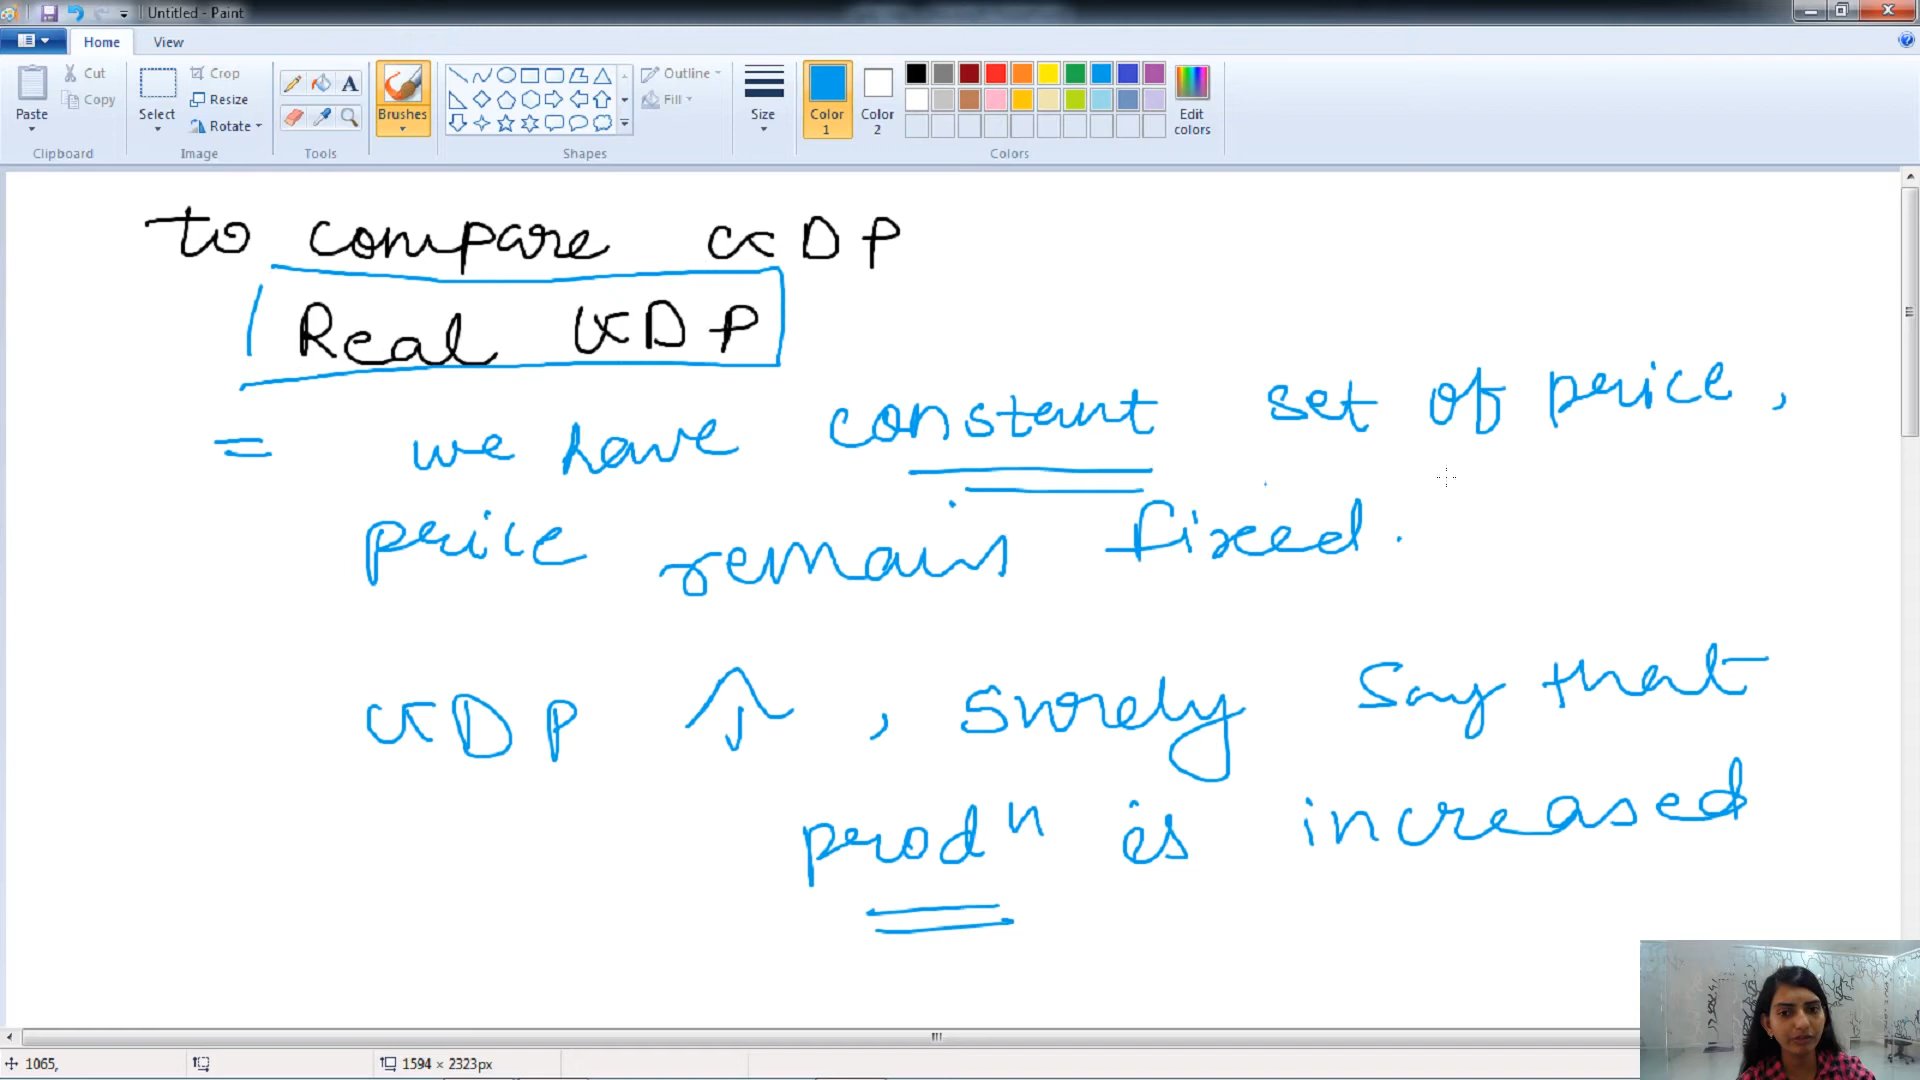 Untitled - Paint
Home View
Paste Cut Copy Clipboard
Select Crop Resize Rotate Image
Tools
Brushes
Shapes
Outline Fill
Size
Color 1 Color 2 Edit colors Colors
to compare GDP
Real GDP
= we have constant set of price,
price remain fixed.
GDP ↑, surely say that
prodⁿ is increased
1065, 1594 × 2323px